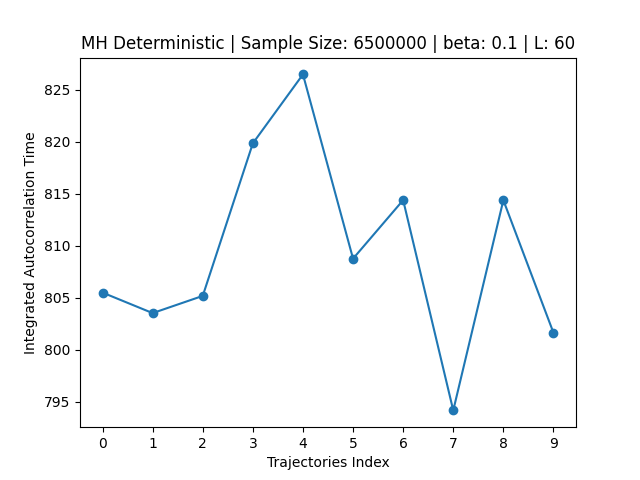 MH Deterministic | Sample Size: 6500000 | beta: 0.1 | L: 60
Integrated Autocorrelation Time
825
820
815
810
805
800
795
0 1 2 3 4 5 6 7 8 9
Trajectories Index